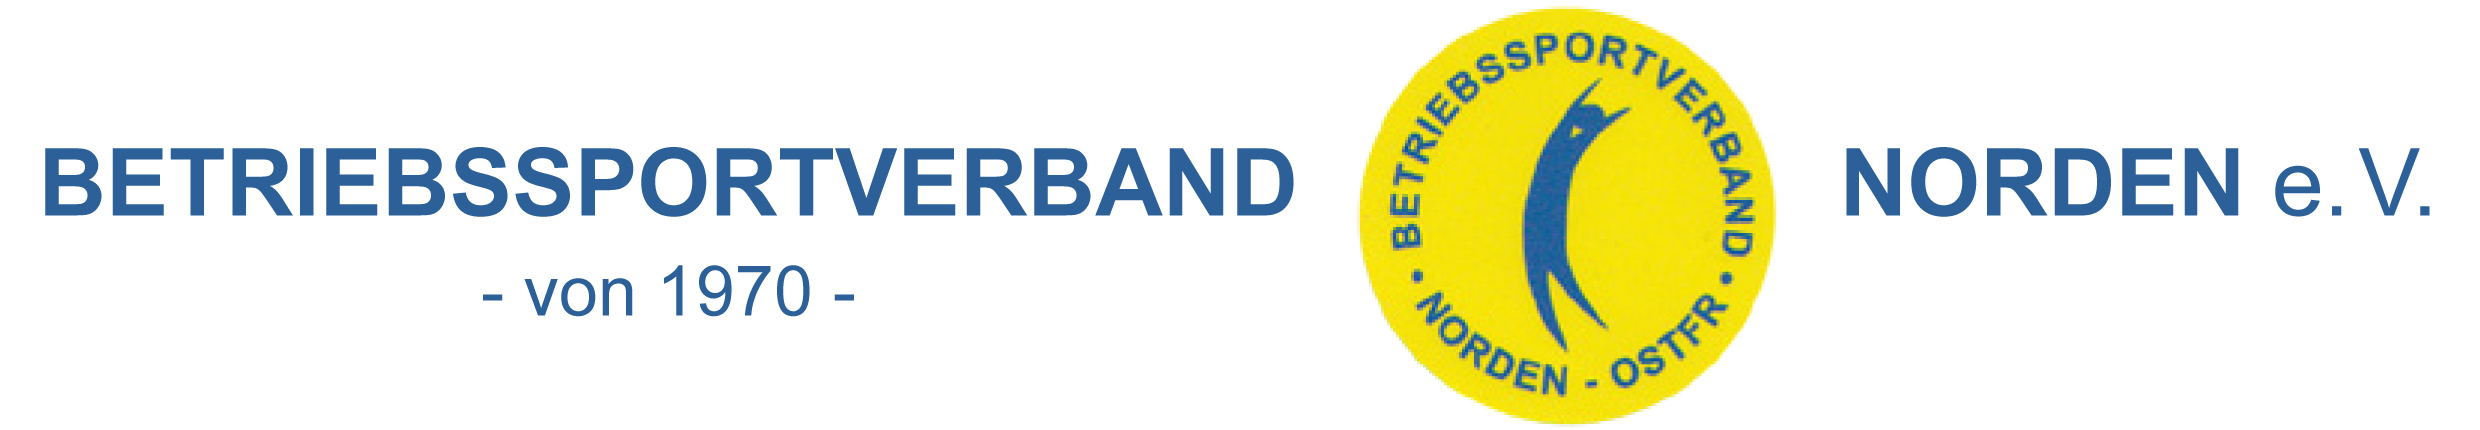 BETRIEBSSPORTVERBAND NORDEN e. V.
- von 1970 -
BETRIEBSSPORTVERBAND
• NORDEN - OSTFR •